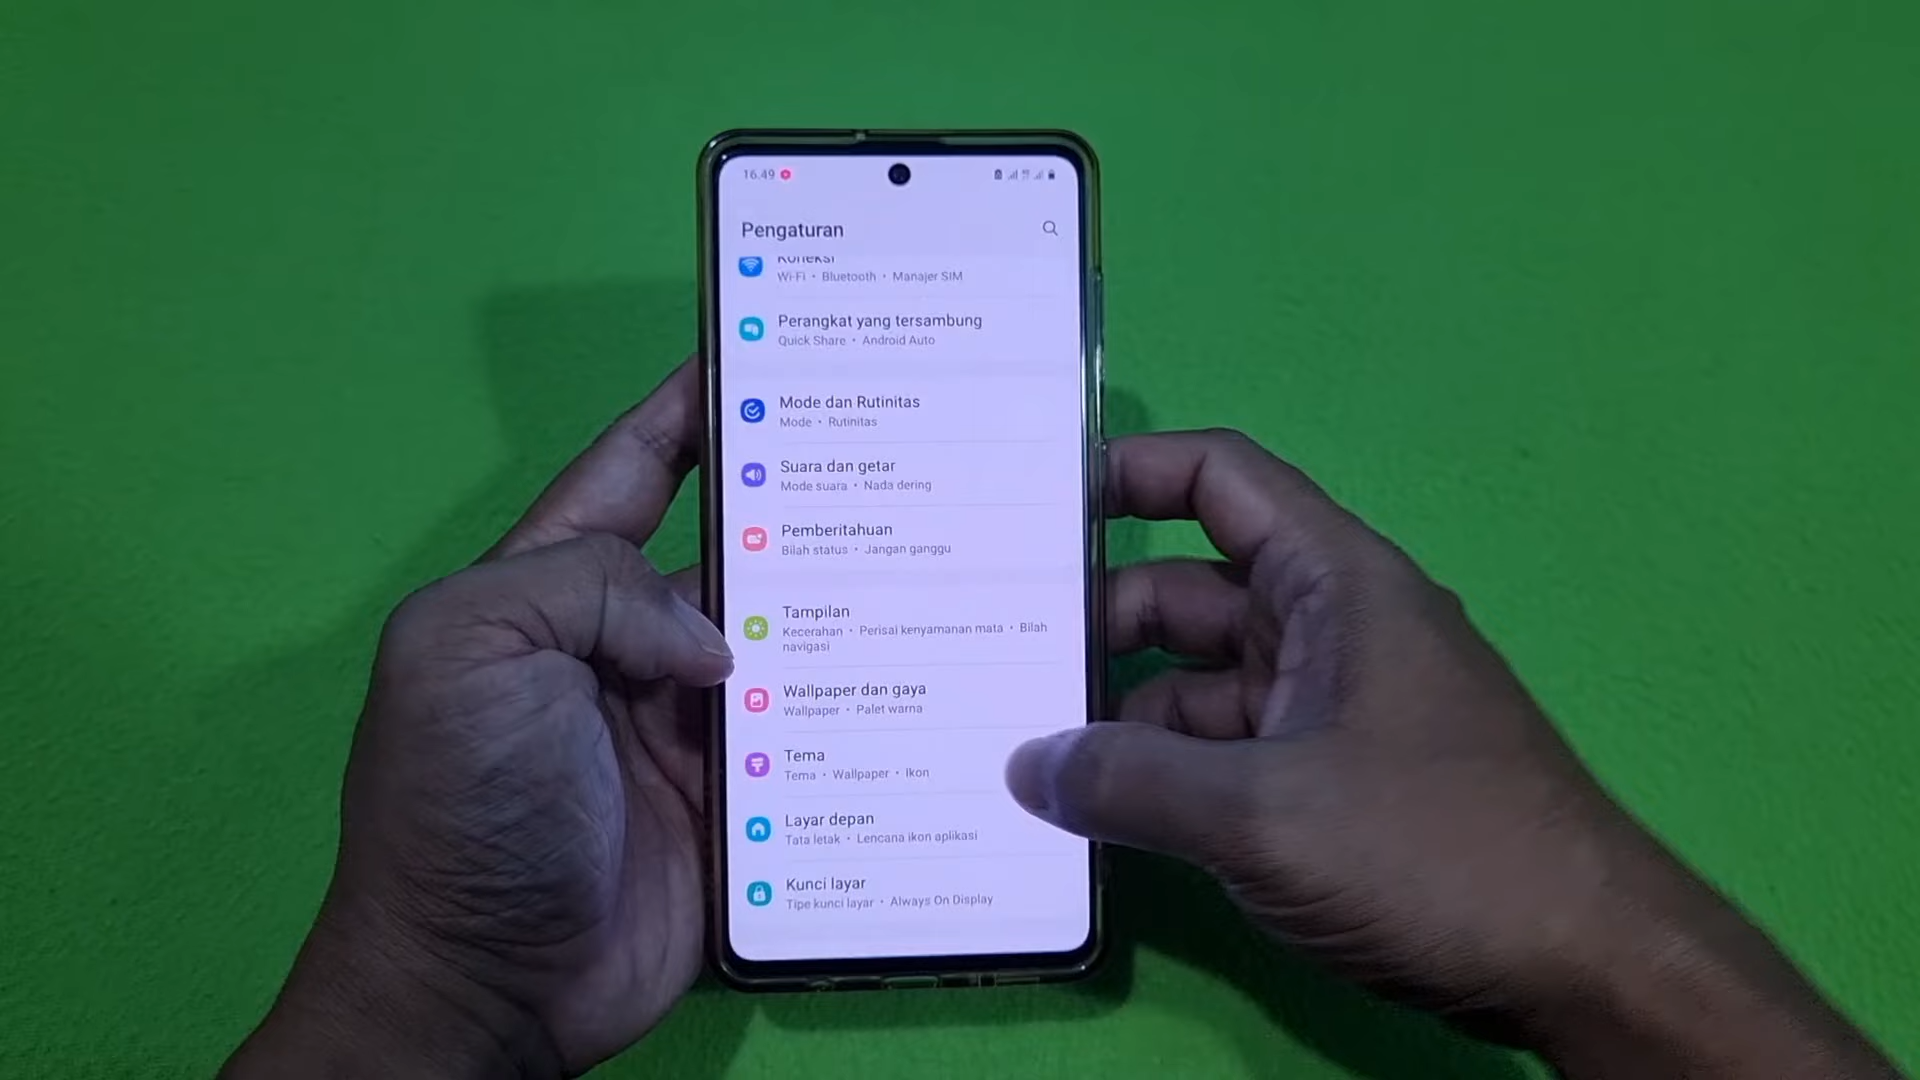 16.49
Pengaturan
Koneksi
Wi-Fi • Bluetooth • Manajer SIM
Perangkat yang tersambung
Quick Share • Android Auto
Mode dan Rutinitas
Mode • Rutinitas
Suara dan getar
Mode suara • Nada dering
Pemberitahuan
Bilah status • Jangan ganggu
Tampilan
Kecerahan • Perisai kenyamanan mata • Bilah
navigasi
Wallpaper dan gaya
Wallpaper • Palet warna
Tema
Tema • Wallpaper • Ikon
Layar depan
Tata letak • Lencana ikon aplikasi
Kunci layar
Tipe kunci layar • Always On Display